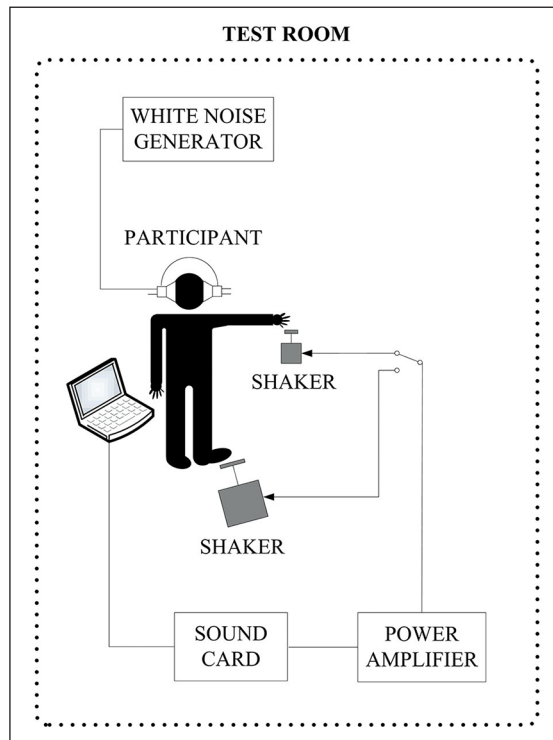 TEST ROOM
WHITE NOISE
GENERATOR
PARTICIPANT
SHAKER
SHAKER
SOUND
CARD
POWER
AMPLIFIER